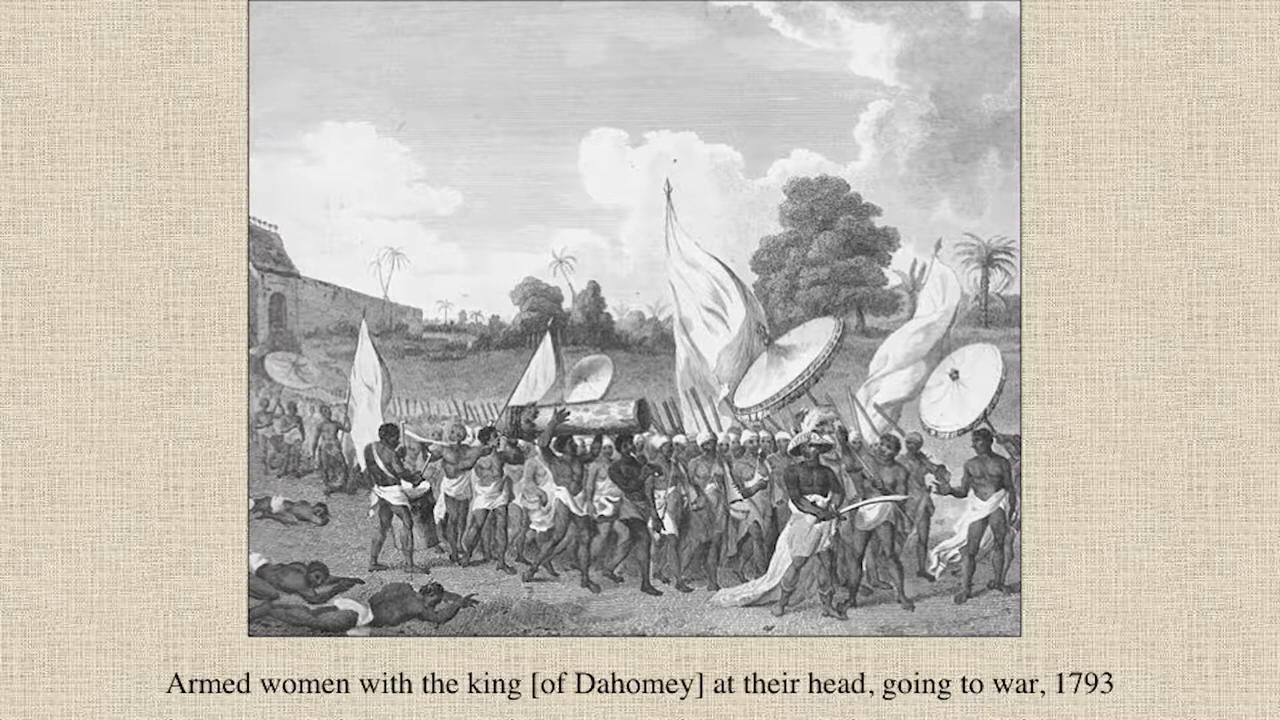 Armed women with the king [of Dahomey] at their head, going to war, 1793